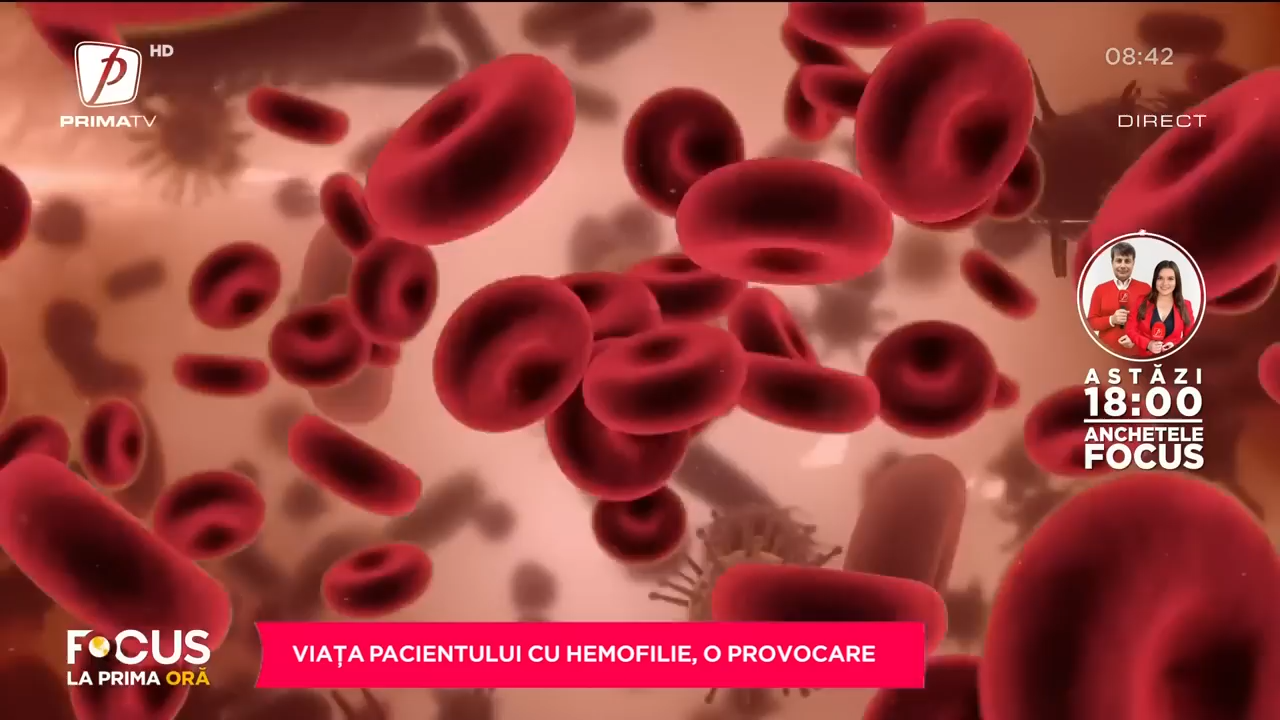 HD
PRIMATV
08:42
DIRECT
ASTĂZI
18:00
ANCHETELE
FOCUS
FOCUS
LA PRIMA ORĂ
VIAȚA PACIENTULUI CU HEMOFILIE, O PROVOCARE